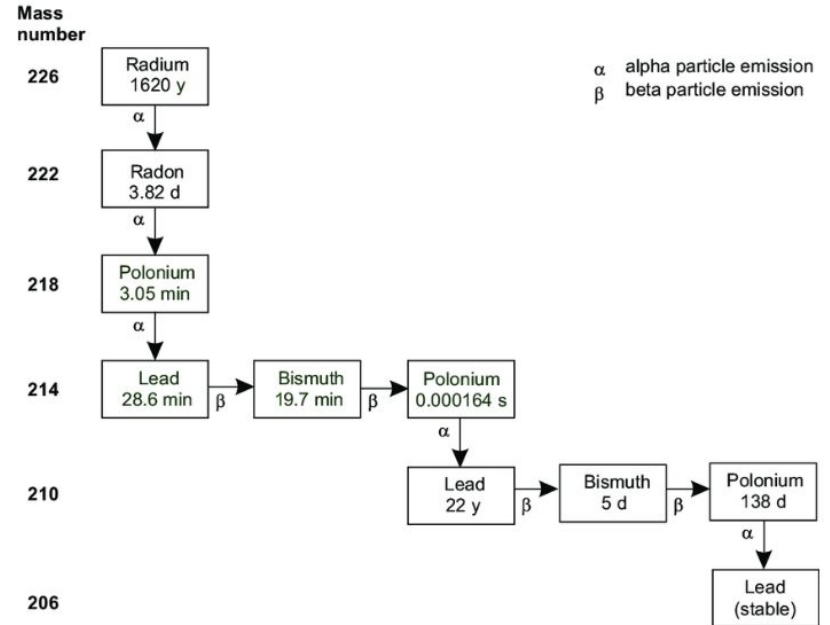 Mass
number
226
Radium
1620 y
α alpha particle emission
β beta particle emission
α
222
Radon
3.82 d
α
218
Polonium
3.05 min
α
214
Lead
28.6 min
β
Bismuth
19.7 min
β
Polonium
0.000164 s
α
210
Lead
22 y
β
Bismuth
5 d
β
Polonium
138 d
α
206
Lead
(stable)